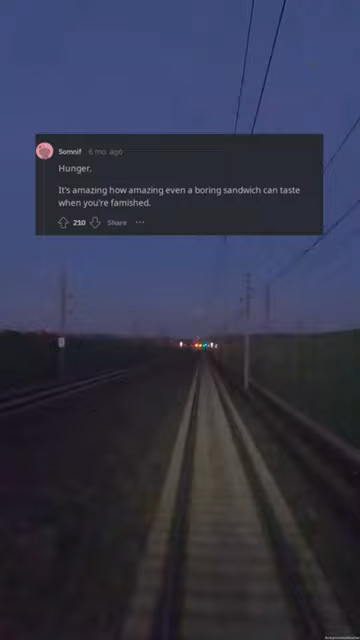 Somnif 6 mo. ago
Hunger.
It's amazing how amazing even a boring sandwich can taste
when you're famished.
210 Share ...